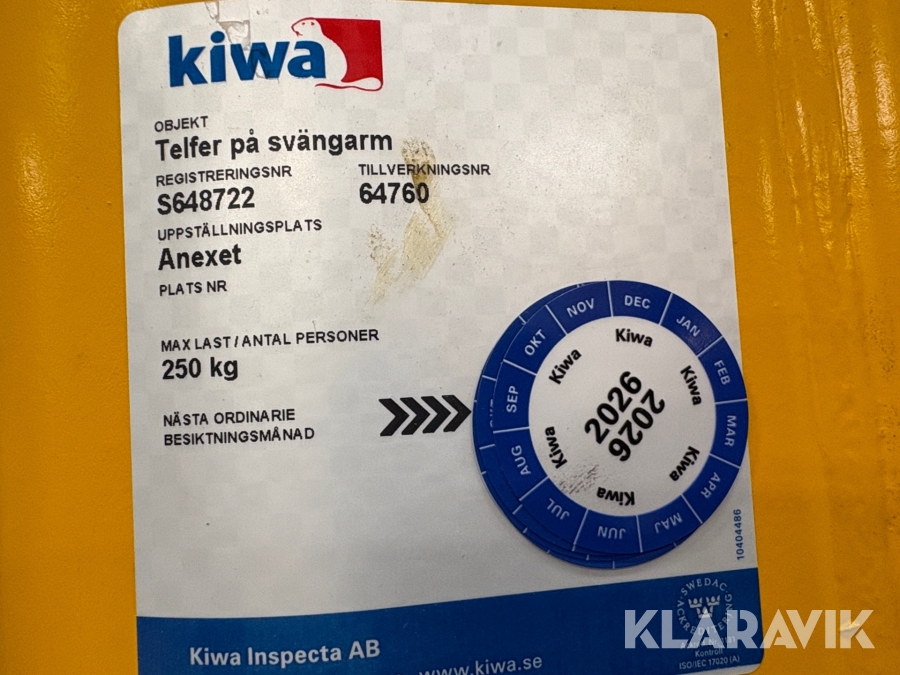 kiwa
OBJEKT
Telfer på svängarm
REGISTRERINGSNR
TILLVERKNINGSNR
S648722
64760
UPPSTÄLLNINGSPLATS
Anexet
PLATS NR
MAX LAST / ANTAL PERSONER
250 kg
NÄSTA ORDINARIE
BESIKTNINGSMÅNAD
JAN
FEB
MAR
APR
MAJ
JUN
JUL
AUG
SEP
OKT
NOV
DEC
Kiwa
Kiwa
Kiwa
Kiwa
Kiwa
Kiwa
2026
2026
10404486
SWEDAC
ACKREDITERING
Kontroll
ISO/IEC 17020 (A)
Kiwa Inspecta AB
www.kiwa.se
KLARAVIK